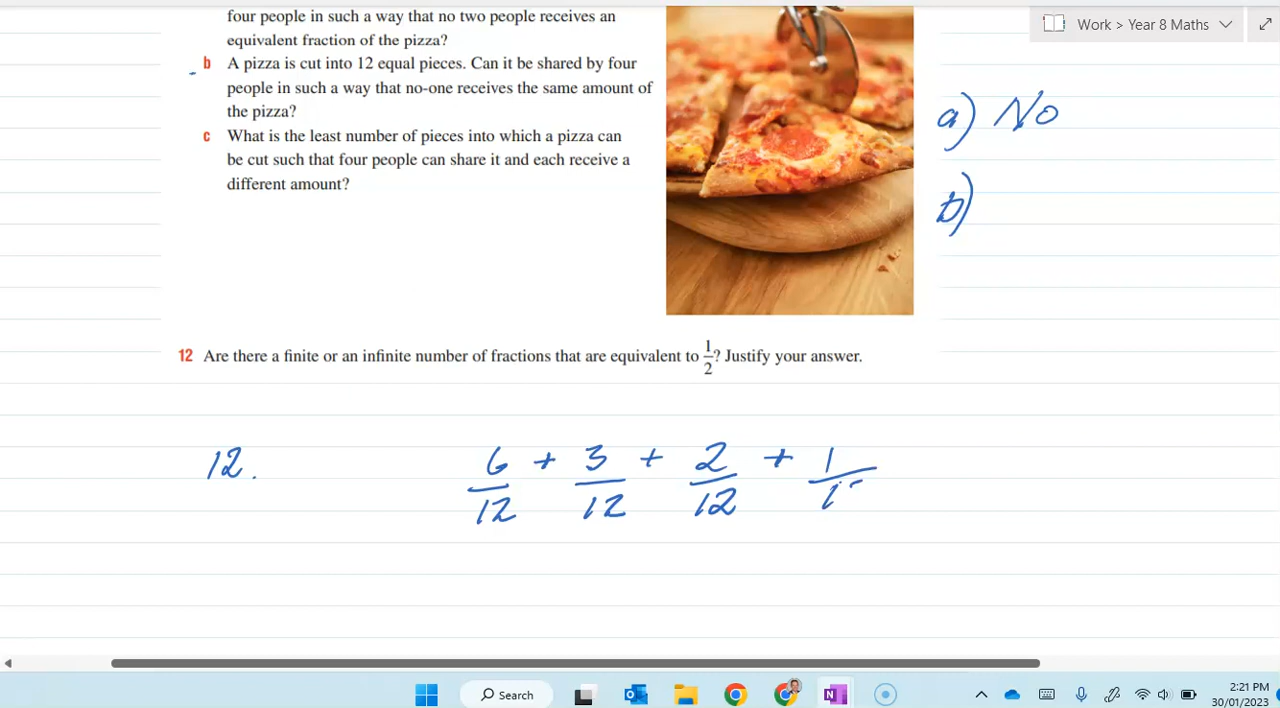 four people in such a way that no two people receives an
equivalent fraction of the pizza?
b A pizza is cut into 12 equal pieces. Can it be shared by four
people in such a way that no-one receives the same amount of
the pizza?
c What is the least number of pieces into which a pizza can
be cut such that four people can share it and each receive a
different amount?
Work > Year 8 Maths
a) No
b)
12 Are there a finite or an infinite number of fractions that are equivalent to 1/2? Justify your answer.
12. 6/12 + 3/12 + 2/12 + 1/1
Search
2:21 PM
30/01/2023